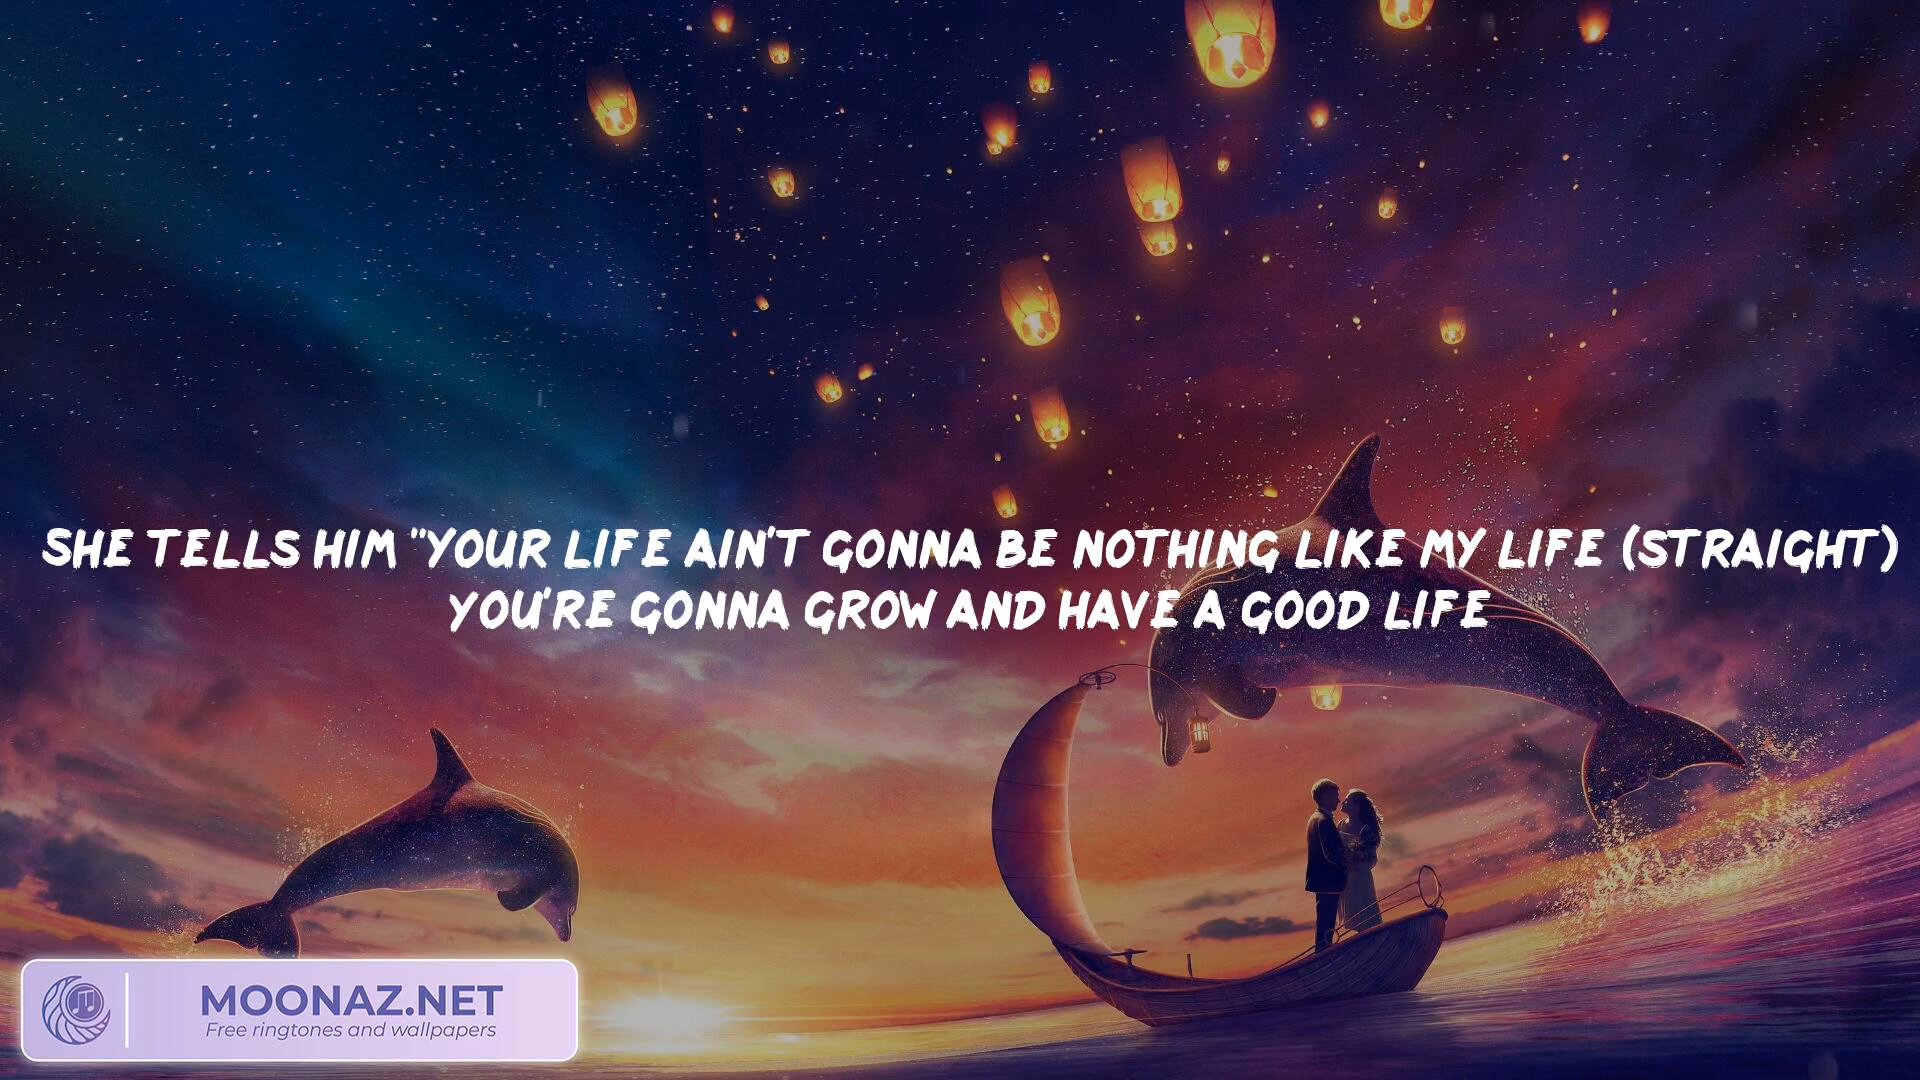 SHE TELLS HIM "YOUR LIFE AIN'T GONNA BE NOTHING LIKE MY LIFE (STRAIGHT)
YOU'RE GONNA GROW AND HAVE A GOOD LIFE
MOONAZ.NET
Free ringtones and wallpapers